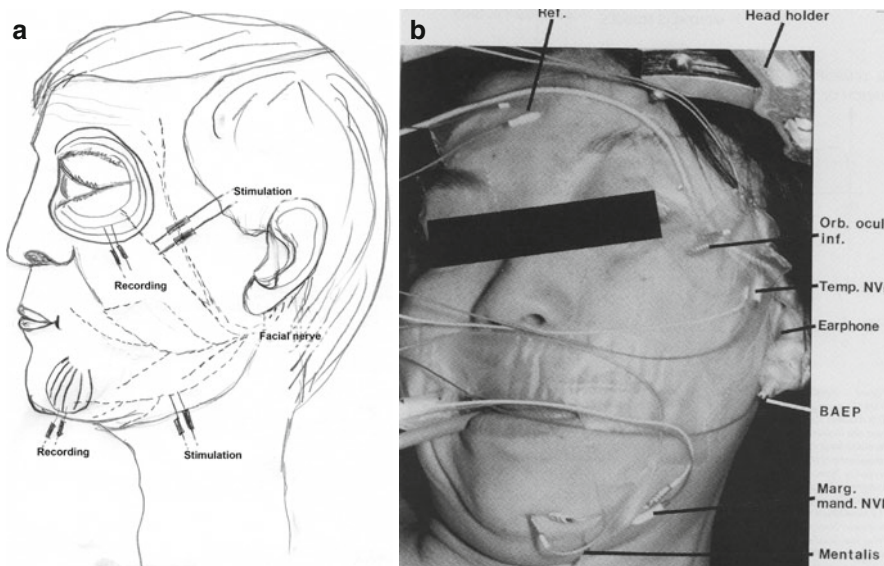 a
Stimulation
Recording
Facial nerve
Recording
Stimulation
b
Ref.
Head holder
Orb. ocul
inf.
Temp. NV
Earphone
BAEP
Marg.
mand. NV
Mentalis